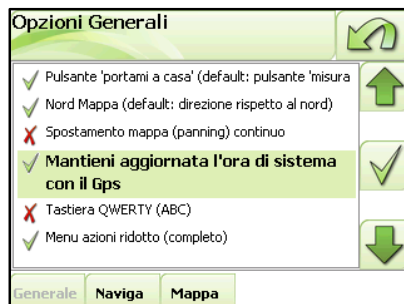 Opzioni Generali
Pulsante 'portami a casa' (default: pulsante 'misura
Nord Mappa (default: direzione rispetto al nord)
Spostamento mappa (panning) continuo
Mantieni aggiornata l'ora di sistema
con il Gps
Tastiera QWERTY (ABC)
Menu azioni ridotto (completo)
Generale Naviga Mappa